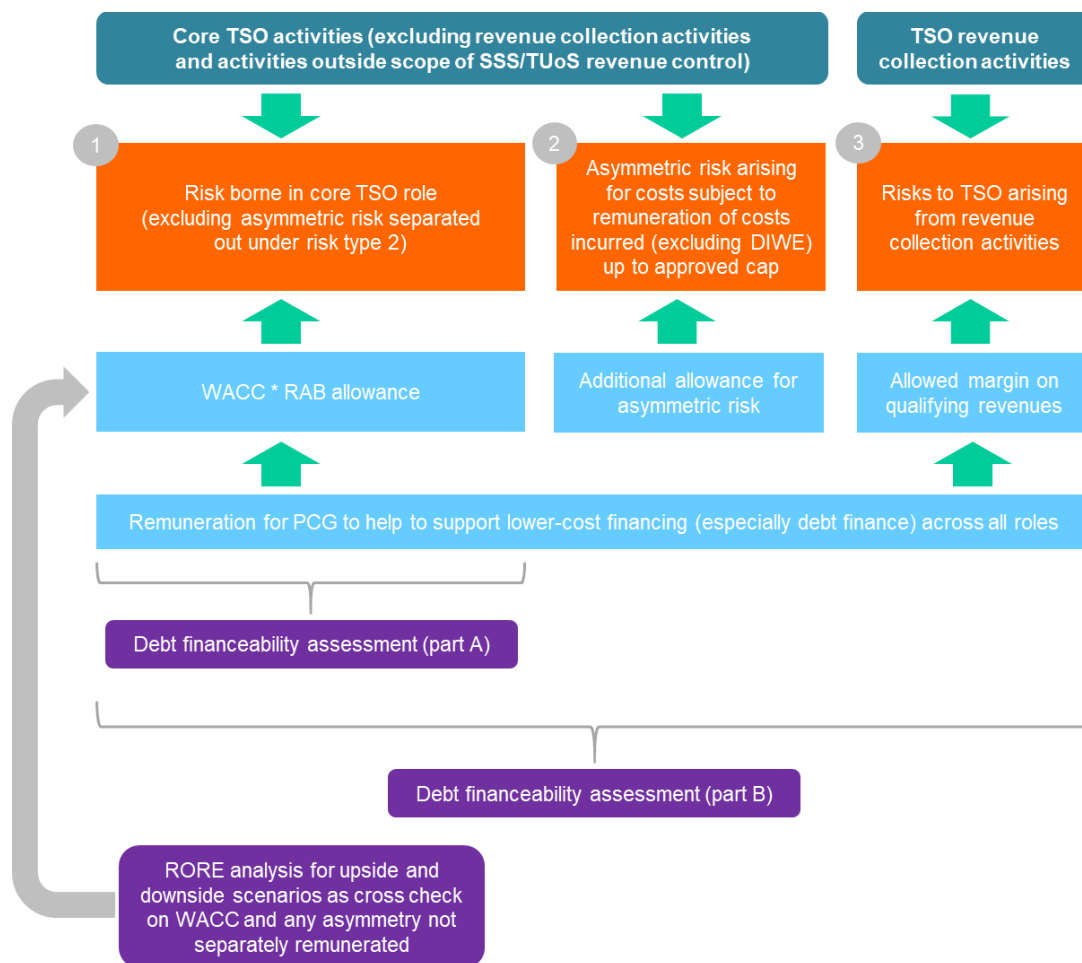 Core TSO activities (excluding revenue collection activities
and activities outside scope of SSS/TUoS revenue control)
TSO revenue
collection activities
1
Risk borne in core TSO role
(excluding asymmetric risk separated
out under risk type 2)
2
Asymmetric risk arising
for costs subject to
remuneration of costs
incurred (excluding DIWE)
up to approved cap
3
Risks to TSO arising
from revenue
collection activities
WACC * RAB allowance
Additional allowance for
asymmetric risk
Allowed margin on
qualifying revenues
Remuneration for PCG to help to support lower-cost financing (especially debt finance) across all roles
Debt financeability assessment (part A)
Debt financeability assessment (part B)
RORE analysis for upside and
downside scenarios as cross check
on WACC and any asymmetry not
separately remunerated